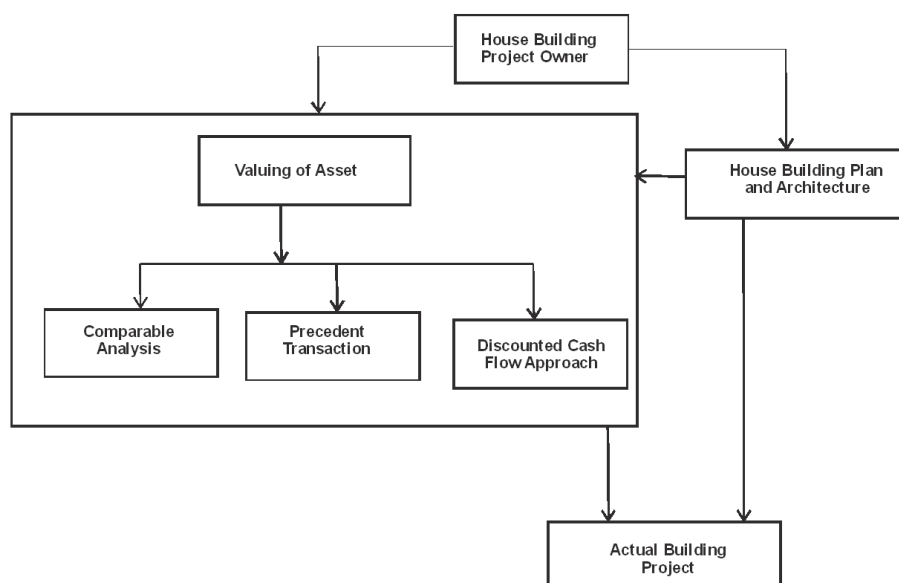 House Building
Project Owner
Valuing of Asset
House Building Plan
and Architecture
Comparable
Analysis
Precedent
Transaction
Discounted Cash
Flow Approach
Actual Building
Project